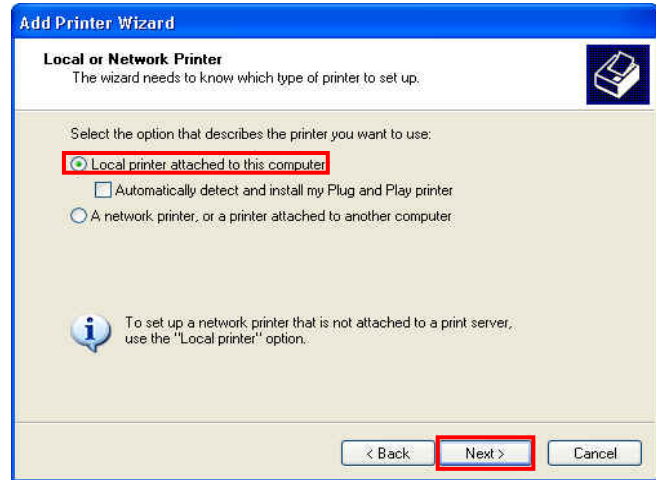 Add Printer Wizard
Local or Network Printer
The wizard needs to know which type of printer to set up.
Select the option that describes the printer you want to use:
Local printer attached to this computer
Automatically detect and install my Plug and Play printer
A network printer, or a printer attached to another computer
To set up a network printer that is not attached to a print server,
use the "Local printer" option.
< Back Next > Cancel